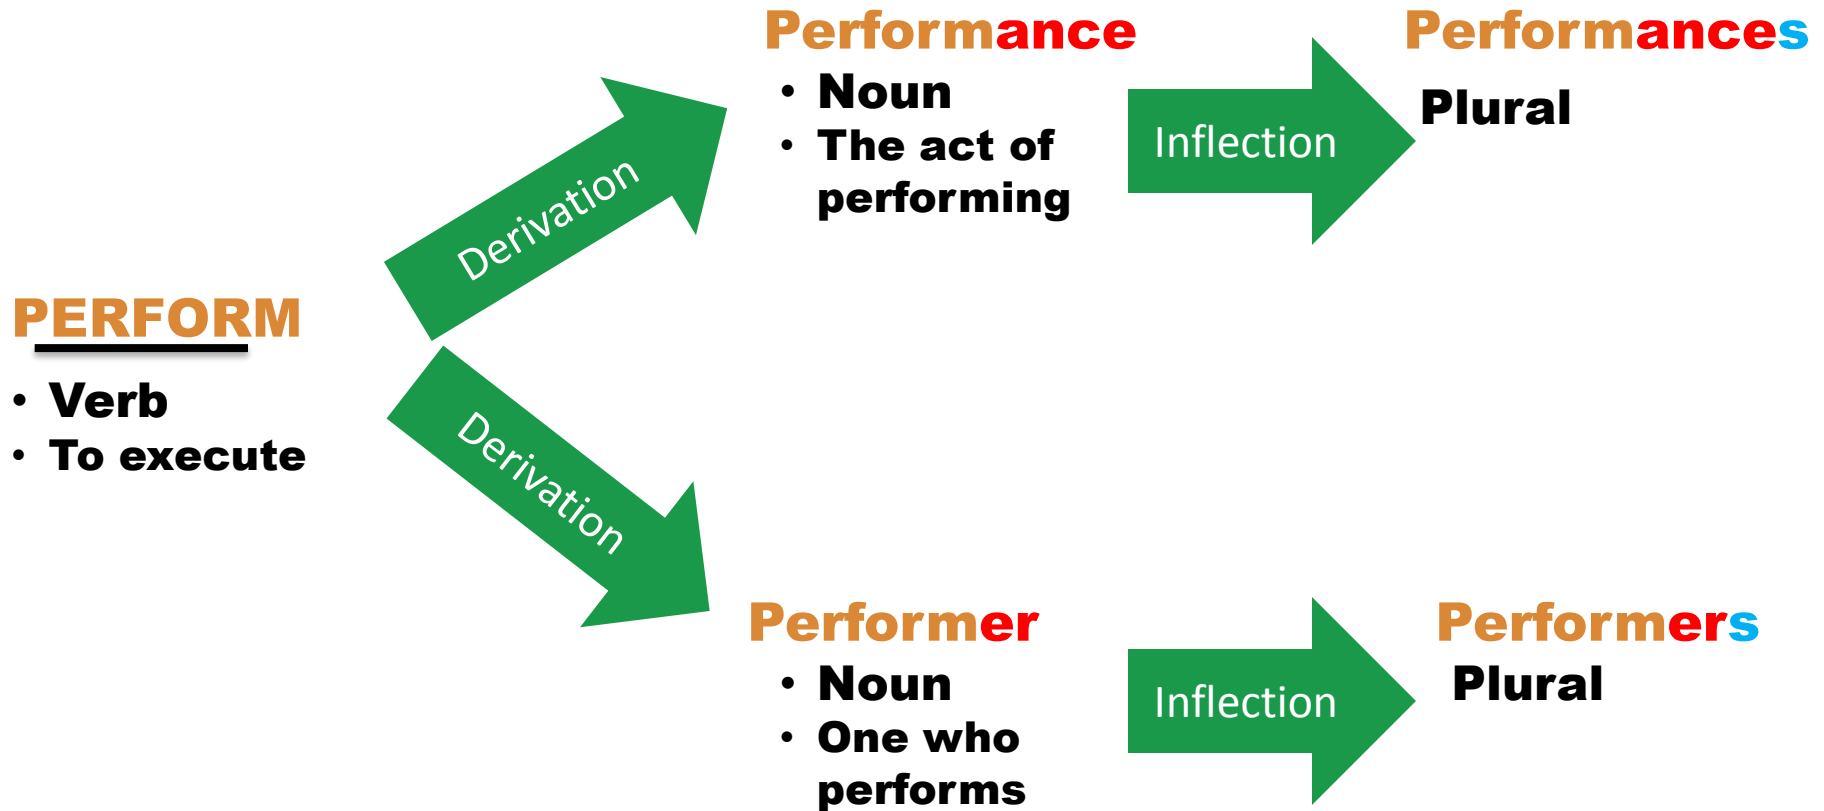 PERFORM
• Verb
• To execute
Derivation
Performance
• Noun
• The act of
performing
Inflection
Performances
Plural
Derivation
Performer
• Noun
• One who
performs
Inflection
Performers
Plural